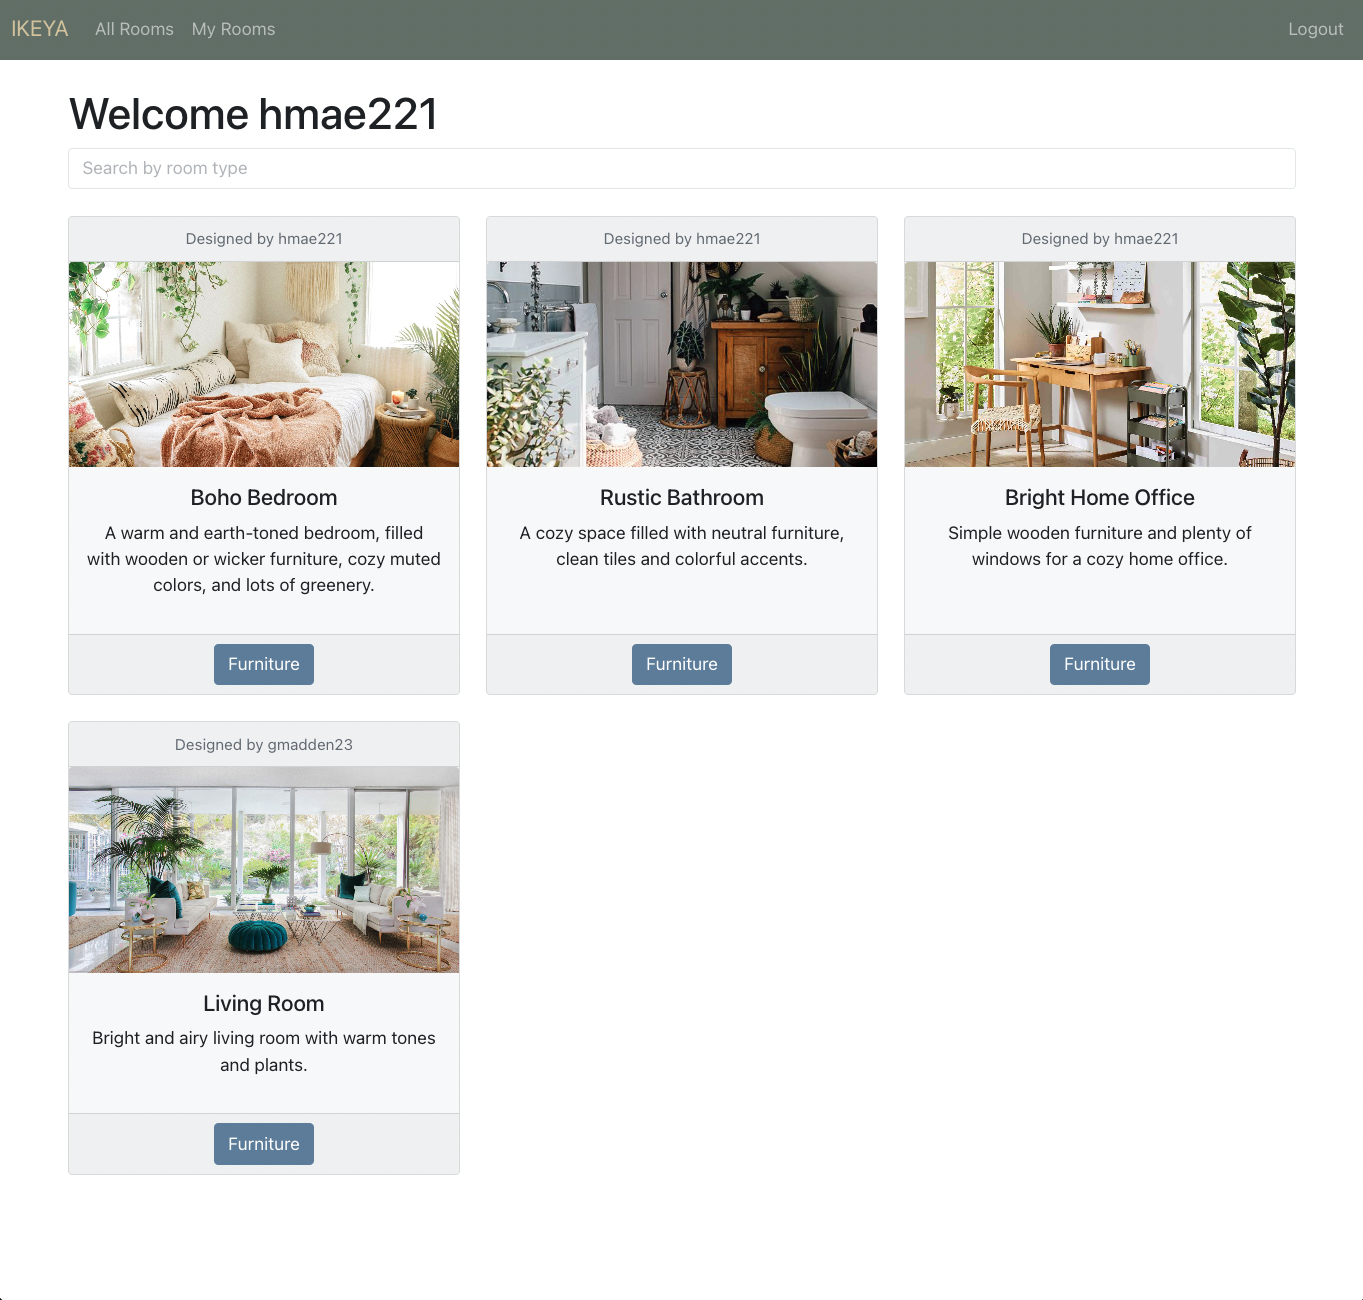 IKEYA All Rooms My Rooms Logout
Welcome hmae221
Search by room type
Designed by hmae221
Boho Bedroom
A warm and earth-toned bedroom, filled
with wooden or wicker furniture, cozy muted
colors, and lots of greenery.
Furniture
Designed by hmae221
Rustic Bathroom
A cozy space filled with neutral furniture,
clean tiles and colorful accents.
Furniture
Designed by hmae221
Bright Home Office
Simple wooden furniture and plenty of
windows for a cozy home office.
Furniture
Designed by gmadden23
Living Room
Bright and airy living room with warm tones
and plants.
Furniture